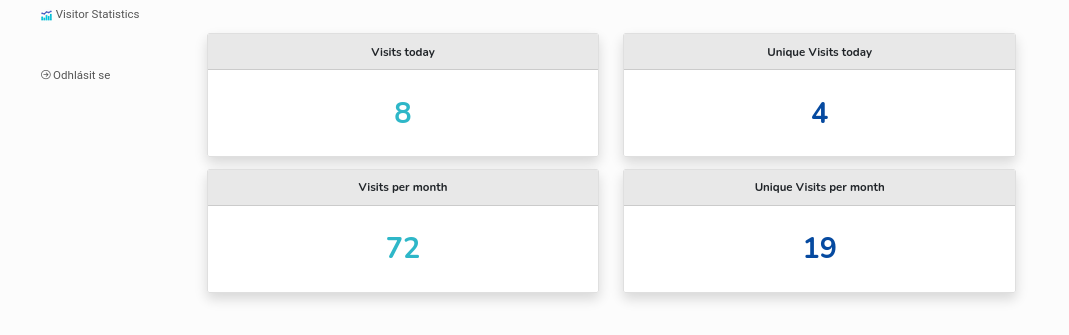 Visitor Statistics
Odhlásit se
Visits today
8
Unique Visits today
4
Visits per month
72
Unique Visits per month
19